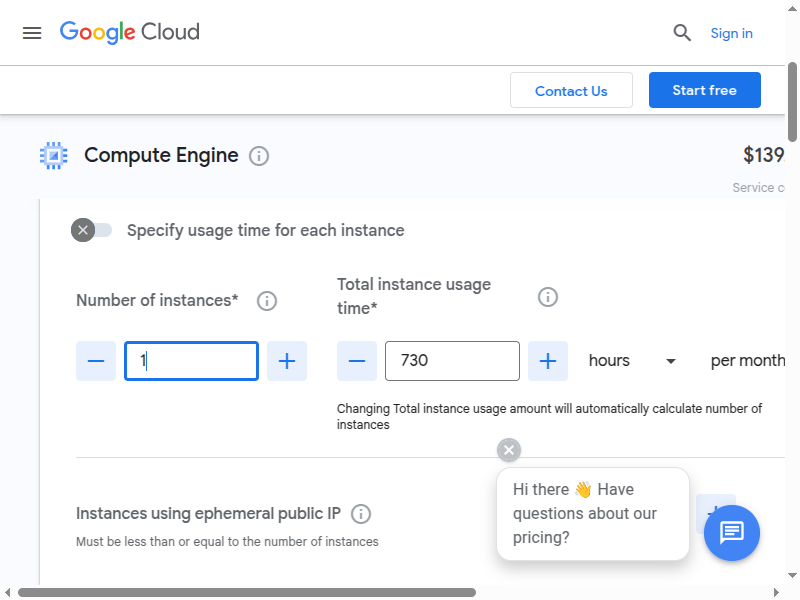 Google Cloud
Sign in
Contact Us
Start free
Compute Engine
$139.
Service c
Specify usage time for each instance
Number of instances*
Total instance usage
time*
1
730
hours
per month
Changing Total instance usage amount will automatically calculate number of
instances
Hi there 👋 Have
questions about our
pricing?
Instances using ephemeral public IP
Must be less than or equal to the number of instances